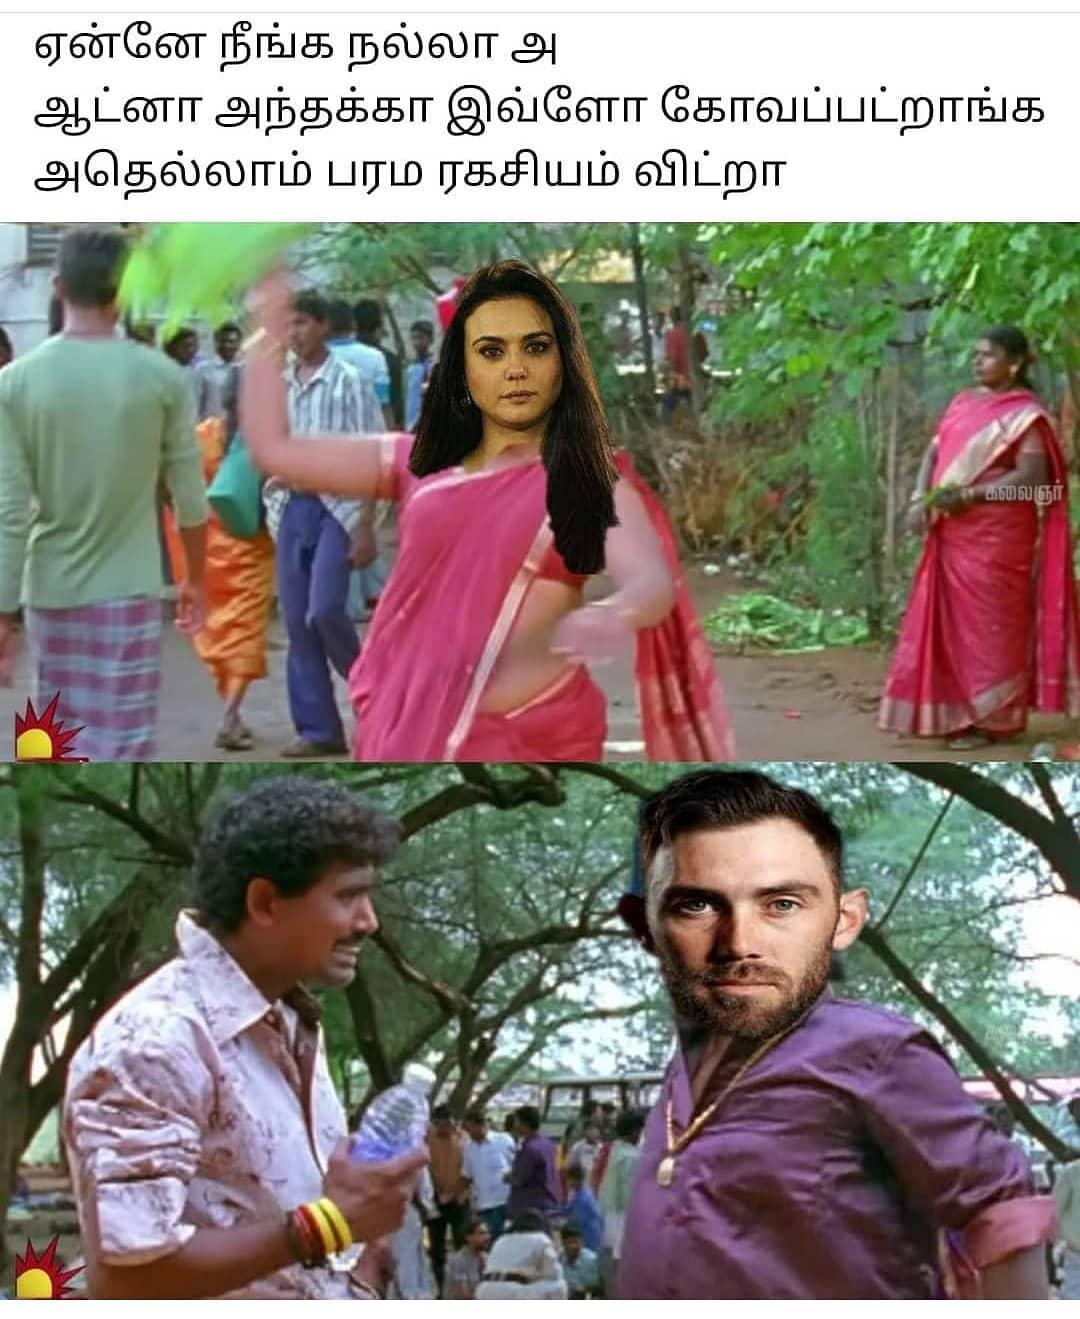 ஏன்னே நீங்க நல்லா அ
ஆட்னா அந்தக்கா இவ்ளோ கோவப்பட்றாங்க
அதெல்லாம் பரம ரகசியம் விட்றா
கலைஞர்